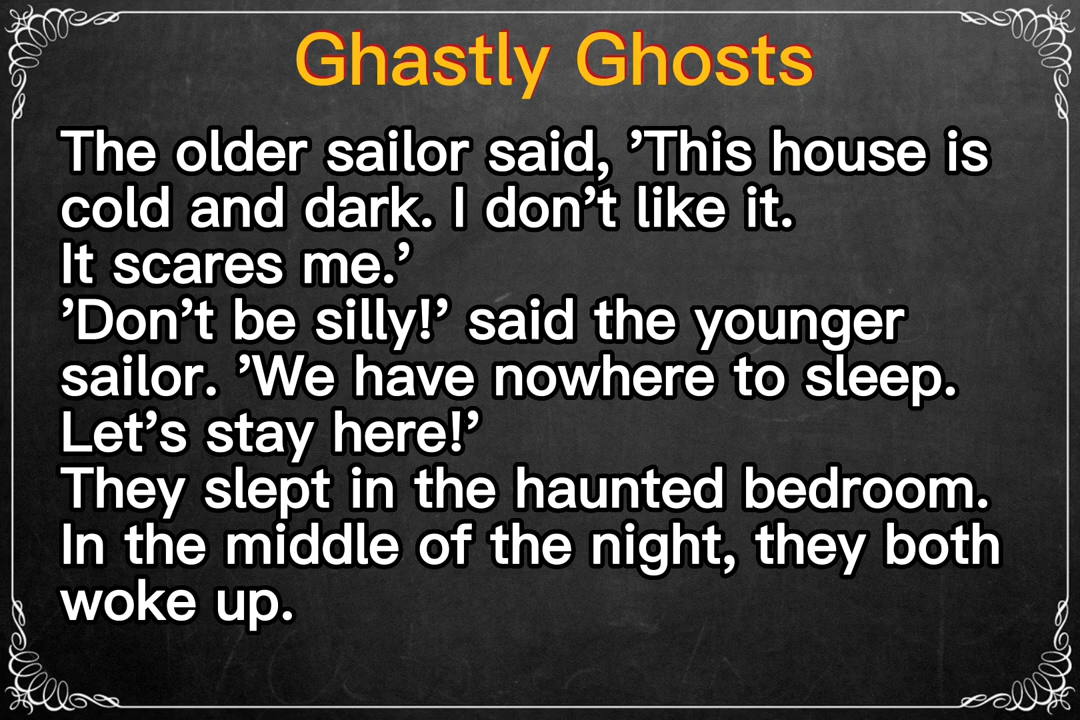 Ghastly Ghosts
The older sailor said, ’This house is
cold and dark. I don’t like it.
It scares me.’
’Don’t be silly!’ said the younger
sailor. ’We have nowhere to sleep.
Let’s stay here!’
They slept in the haunted bedroom.
In the middle of the night, they both
woke up.